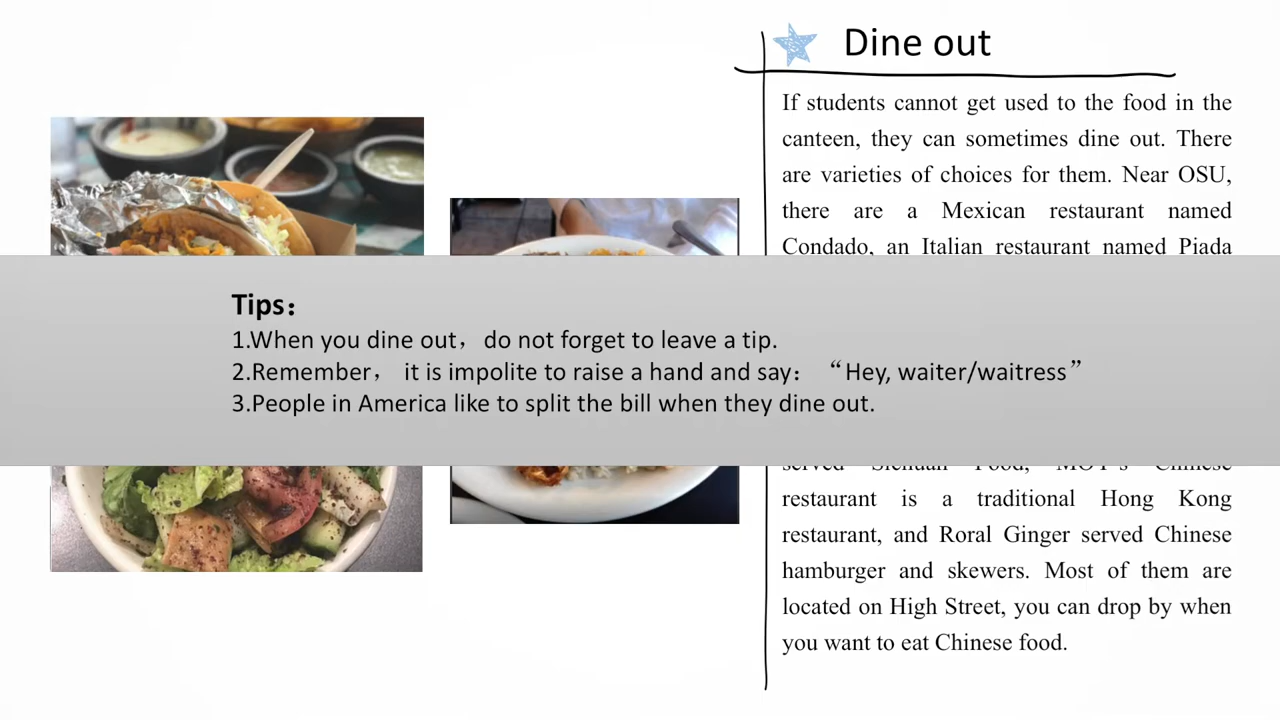 Dine out
If students cannot get used to the food in the
canteen, they can sometimes dine out. There
are varieties of choices for them. Near OSU,
there are a Mexican restaurant named
Condado, an Italian restaurant named Piada
Tips：
1.When you dine out，do not forget to leave a tip.
2.Remember， it is impolite to raise a hand and say： “Hey, waiter/waitress”
3.People in America like to split the bill when they dine out.
served Sichuan Food, MOY's Chinese
restaurant is a traditional Hong Kong
restaurant, and Roral Ginger served Chinese
hamburger and skewers. Most of them are
located on High Street, you can drop by when
you want to eat Chinese food.